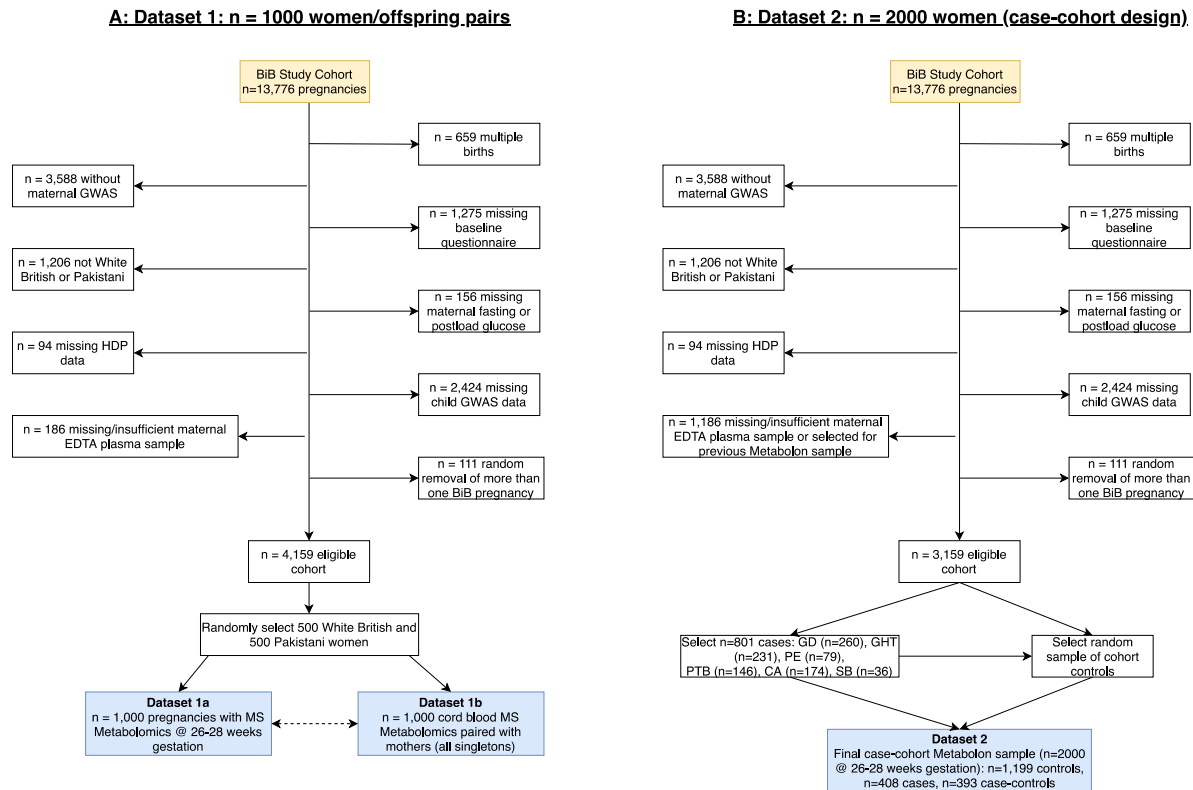 A: Dataset 1: n = 1000 women/offspring pairs
BiB Study Cohort
n=13,776 pregnancies
n = 659 multiple
births
n = 3,588 without
maternal GWAS
n = 1,275 missing
baseline
questionnaire
n = 1,206 not White
British or Pakistani
n = 156 missing
maternal fasting or
postload glucose
n = 94 missing HDP
data
n = 2,424 missing
child GWAS data
n = 186 missing/insufficient maternal
EDTA plasma sample
n = 111 random
removal of more than
one BiB pregnancy
n = 4,159 eligible
cohort
Randomly select 500 White British and
500 Pakistani women
Dataset 1a
n = 1,000 pregnancies with MS
Metabolomics @ 26-28 weeks
gestation
Dataset 1b
n = 1,000 cord blood MS
Metabolomics paired with
mothers (all singletons)
B: Dataset 2: n = 2000 women (case-cohort design)
BiB Study Cohort
n=13,776 pregnancies
n = 659 multiple
births
n = 3,588 without
maternal GWAS
n = 1,275 missing
baseline
questionnaire
n = 1,206 not White
British or Pakistani
n = 156 missing
maternal fasting or
postload glucose
n = 94 missing HDP
data
n = 2,424 missing
child GWAS data
n = 1,186 missing/insufficient maternal
EDTA plasma sample or selected for
previous Metabolon sample
n = 111 random
removal of more than
one BiB pregnancy
n = 3,159 eligible
cohort
Select n=801 cases: GD (n=260), GHT
(n=231), PE (n=79),
PTB (n=146), CA (n=174), SB (n=36)
Select random
sample of cohort
controls
Dataset 2
Final case-cohort Metabolon sample (n=2000
@ 26-28 weeks gestation): n=1,199 controls,
n=408 cases, n=393 case-controls